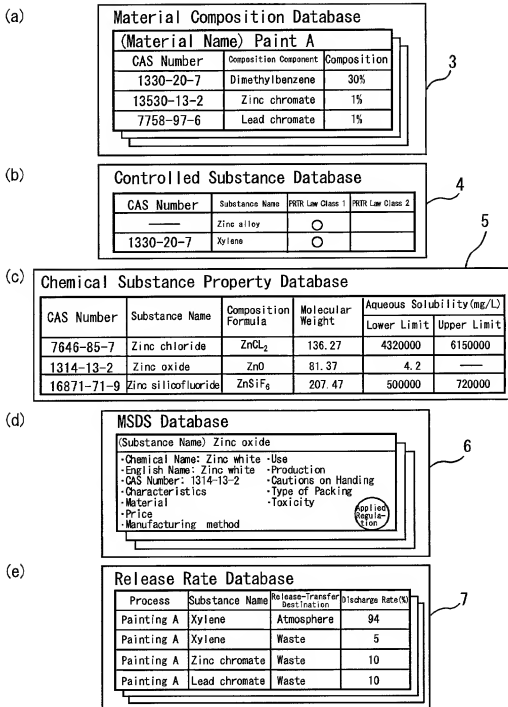 (a)
Material Composition Database
(Material Name) Paint A
CAS Number Composition Component Composition
1330-20-7 Dimethylbenzene 30%
13530-13-2 Zinc chromate 1%
7758-97-6 Lead chromate 1%
3
(b)
Controlled Substance Database
CAS Number Substance Name PRTR Law Class 1 PRTR Law Class 2
—— Zinc alloy ○
1330-20-7 Xylene ○
4
5
(c)
Chemical Substance Property Database
CAS Number Substance Name Composition Formula Molecular Weight Aqueous Solubility(mg/L)
Lower Limit Upper Limit
7646-85-7 Zinc chloride ZnCL2 136.27 4320000 6150000
1314-13-2 Zinc oxide ZnO 81.37 4.2 ——
16871-71-9 Zinc silicofluoride ZnSiF6 207.47 500000 720000
(d)
MSDS Database
(Substance Name) Zinc oxide
·Chemical Name: Zinc white ·Use
·English Name: Zinc white ·Production
·CAS Number: 1314-13-2 ·Cautions on Handing
·Characteristics ·Type of Packing
·Material ·Toxicity
·Price
·Manufacturing method
Applied
Regula-
tion
6
(e)
Release Rate Database
Process Substance Name Release-Transfer Destination Discharge Rate(%)
Painting A Xylene Atmosphere 94
Painting A Xylene Waste 5
Painting A Zinc chromate Waste 10
Painting A Lead chromate Waste 10
7